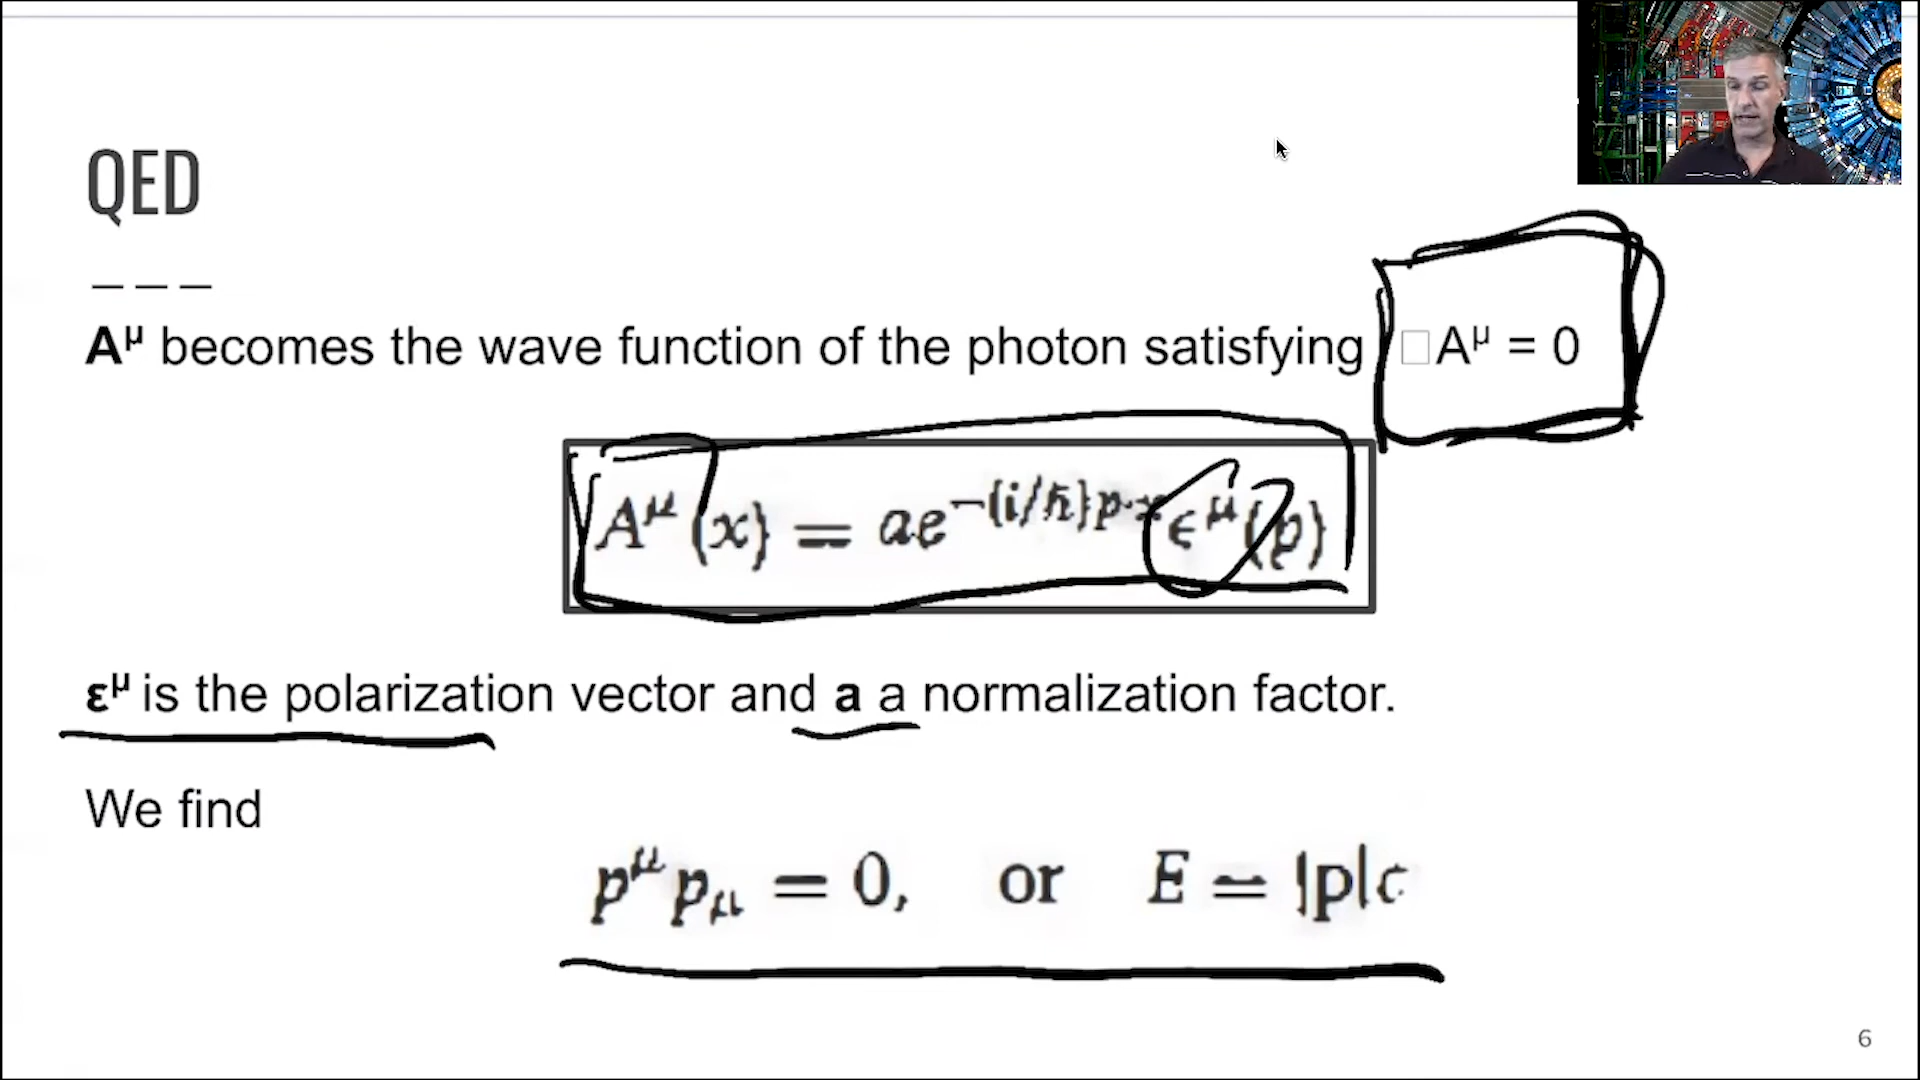 QED
___
Aᵘ becomes the wave function of the photon satisfying □Aᵘ = 0
Aᵘ(x) = ae^−(i/ħ)p·x ϵᵘ(p)
εᵘ is the polarization vector and a a normalization factor.
We find
pᵘpᵤ = 0, or E = |p|c
6